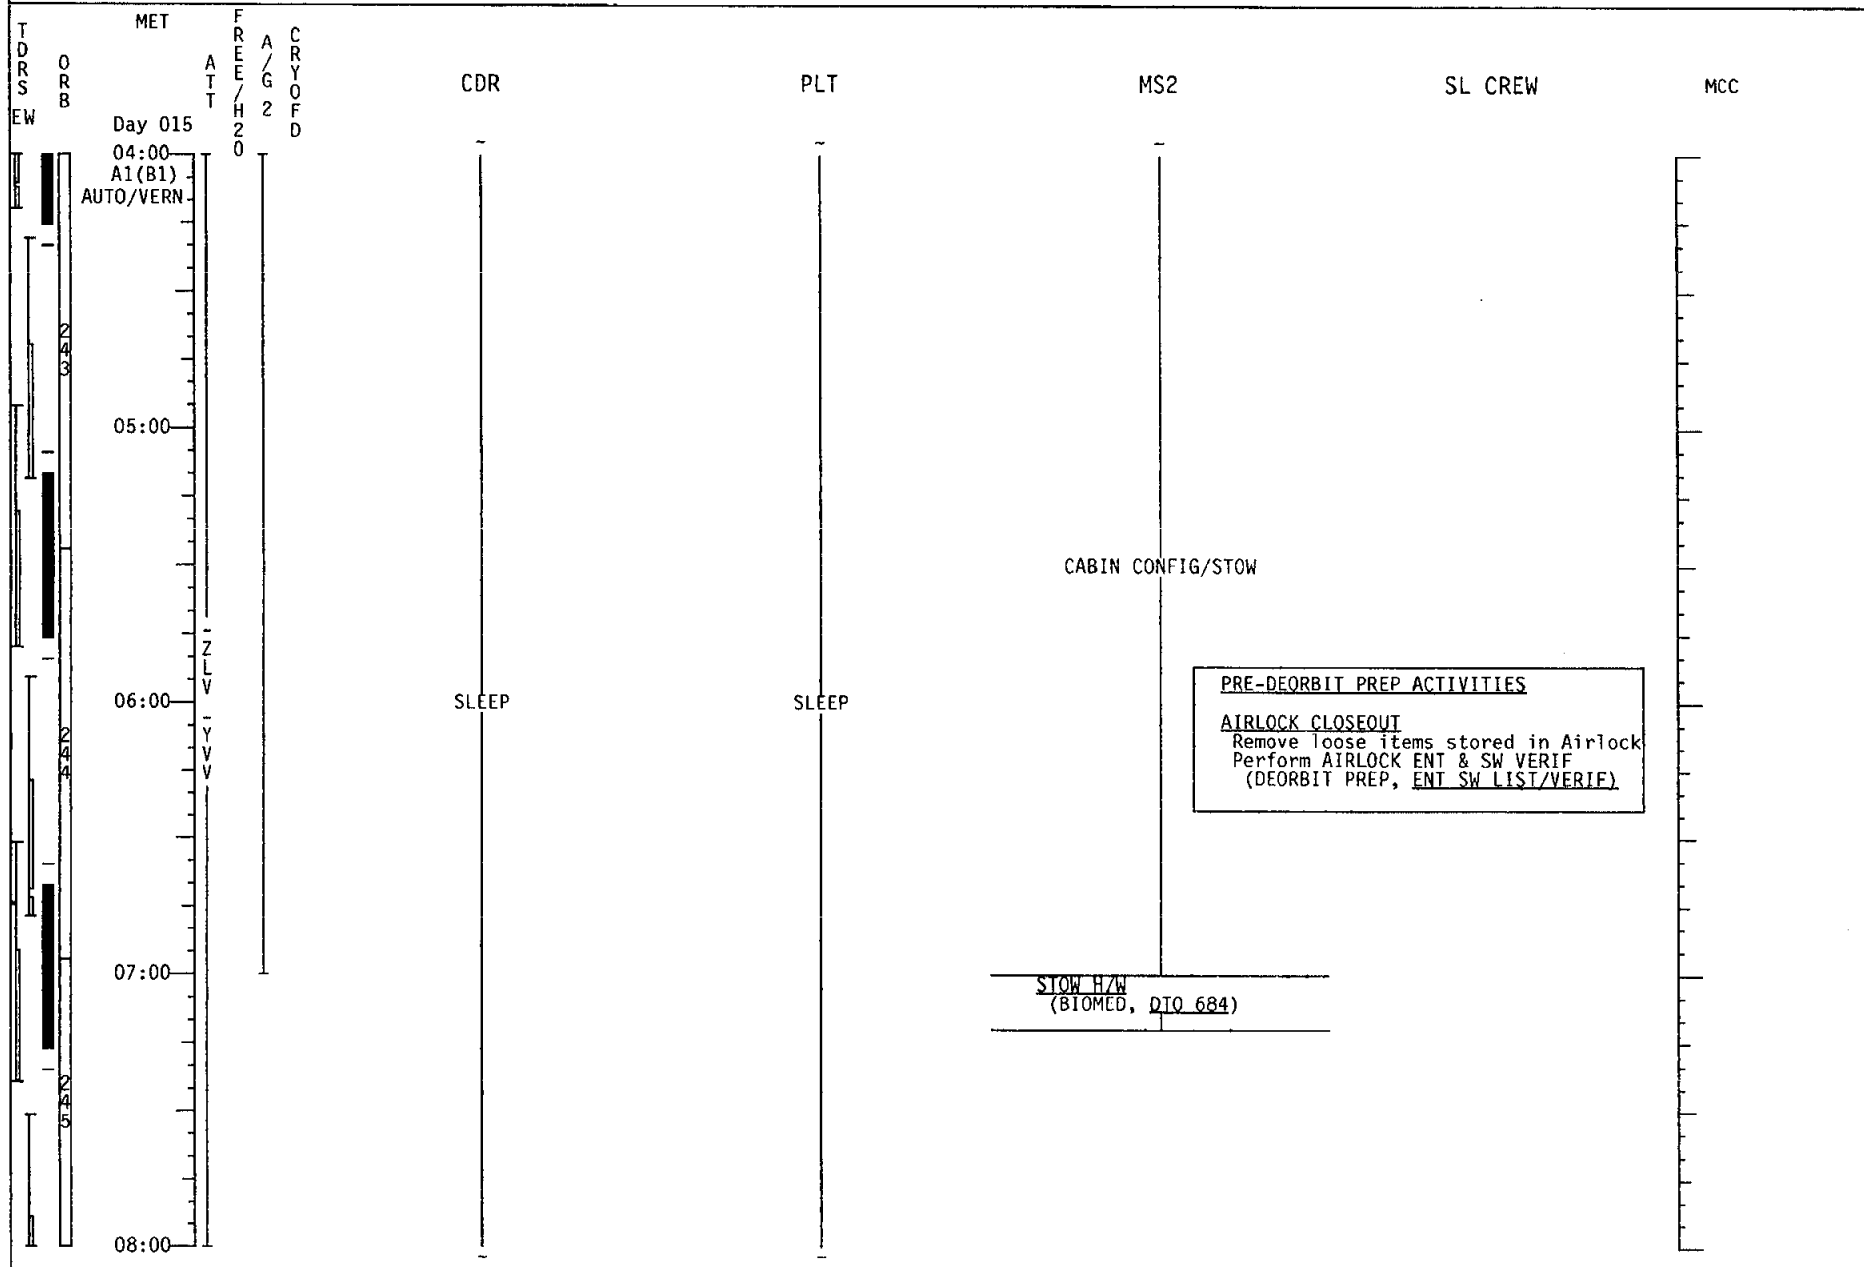 TDRS
EW
ORB
MET
ATT
FREE/H2O
A/G 2
CRYOFD
CDR
PLT
MS2
SL CREW
MCC
Day 015
04:00
A1(B1)
AUTO/VERN
243
05:00
CABIN CONFIG/STOW
-ZLV
06:00
SLEEP
SLEEP
-YVV
244
PRE-DEORBIT PREP ACTIVITIES
AIRLOCK CLOSEOUT
Remove loose items stored in Airlock
Perform AIRLOCK ENT & SW VERIF
(DEORBIT PREP, ENT SW LIST/VERIF)
07:00
STOW H/W
(BIOMED, DTO 684)
245
08:00